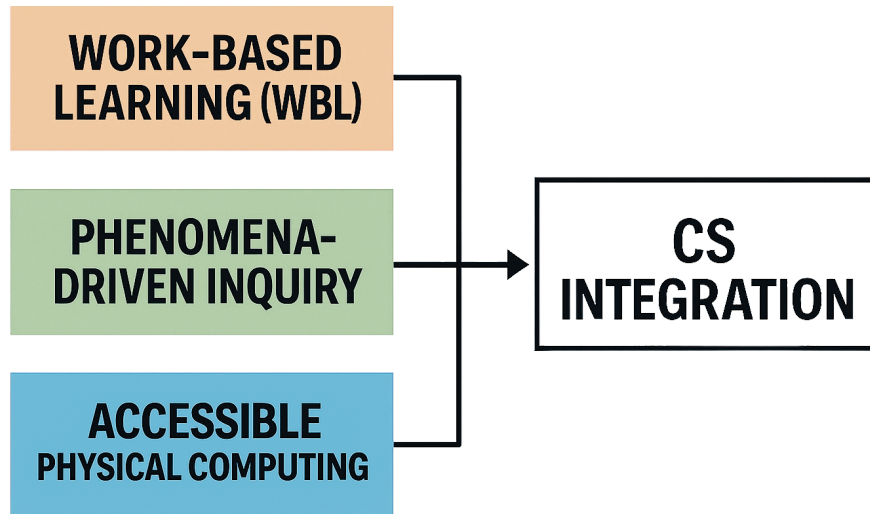 WORK-BASED
LEARNING (WBL)
PHENOMENA-
DRIVEN INQUIRY
ACCESSIBLE
PHYSICAL COMPUTING
CS
INTEGRATION